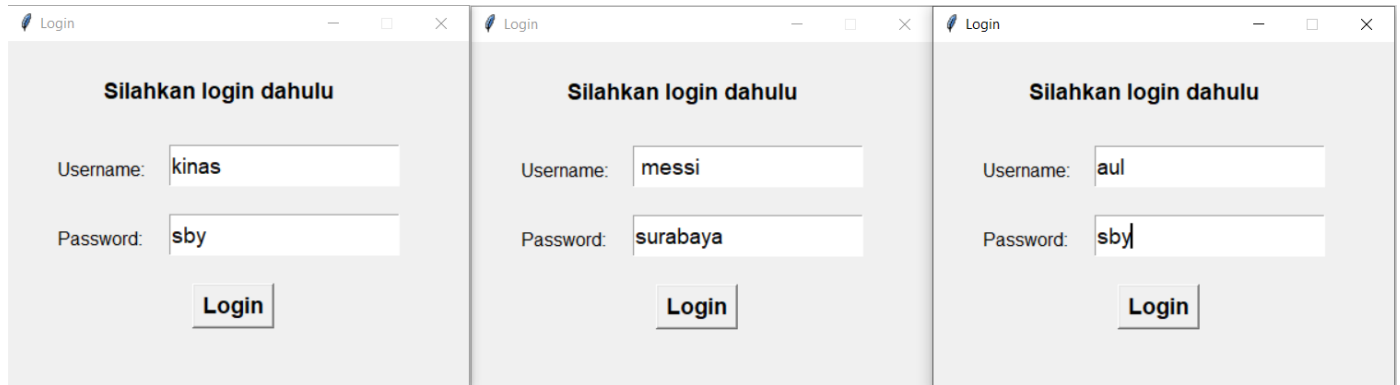 Login
Silahkan login dahulu
Username: kinas
Password: sby
Login
Login
Silahkan login dahulu
Username: messi
Password: surabaya
Login
Login
Silahkan login dahulu
Username: aul
Password: sby
Login